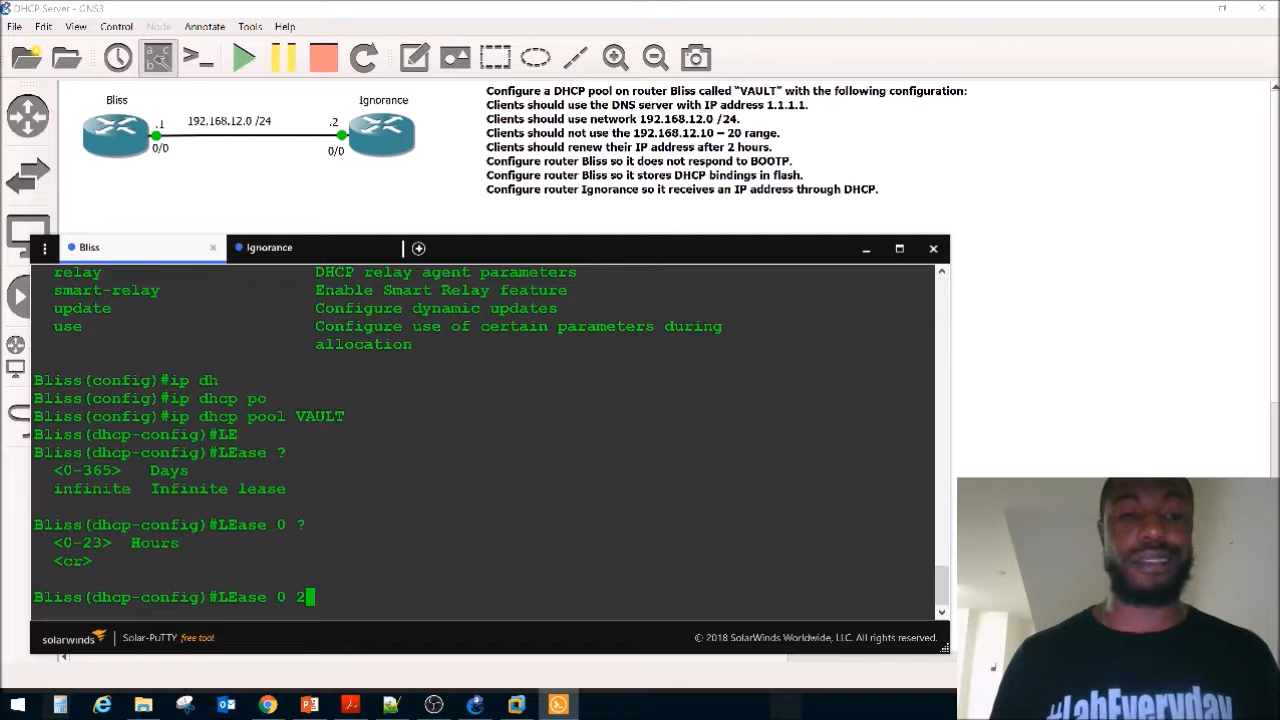 DHCP Server - GNS3
File Edit View Control Node Annotate Tools Help
Bliss
Ignorance
.1 192.168.12.0 /24 .2
0/0 0/0
Configure a DHCP pool on router Bliss called “VAULT” with the following configuration:
Clients should use the DNS server with IP address 1.1.1.1.
Clients should use network 192.168.12.0 /24.
Clients should not use the 192.168.12.10 – 20 range.
Clients should renew their IP address after 2 hours.
Configure router Bliss so it does not respond to BOOTP.
Configure router Bliss so it stores DHCP bindings in flash.
Configure router Ignorance so it receives an IP address through DHCP.
Bliss Ignorance
relay DHCP relay agent parameters
smart-relay Enable Smart Relay feature
update Configure dynamic updates
use Configure use of certain parameters during
allocation
Bliss(config)#ip dh
Bliss(config)#ip dhcp po
Bliss(config)#ip dhcp pool VAULT
Bliss(dhcp-config)#LE
Bliss(dhcp-config)#LEase ?
<0-365> Days
infinite Infinite lease
Bliss(dhcp-config)#LEase 0 ?
<0-23> Hours
<cr>
Bliss(dhcp-config)#LEase 0 2
solarwinds Solar-PuTTY free tool © 2018 SolarWinds Worldwide, LLC. All rights reserved.
#LabEveryday